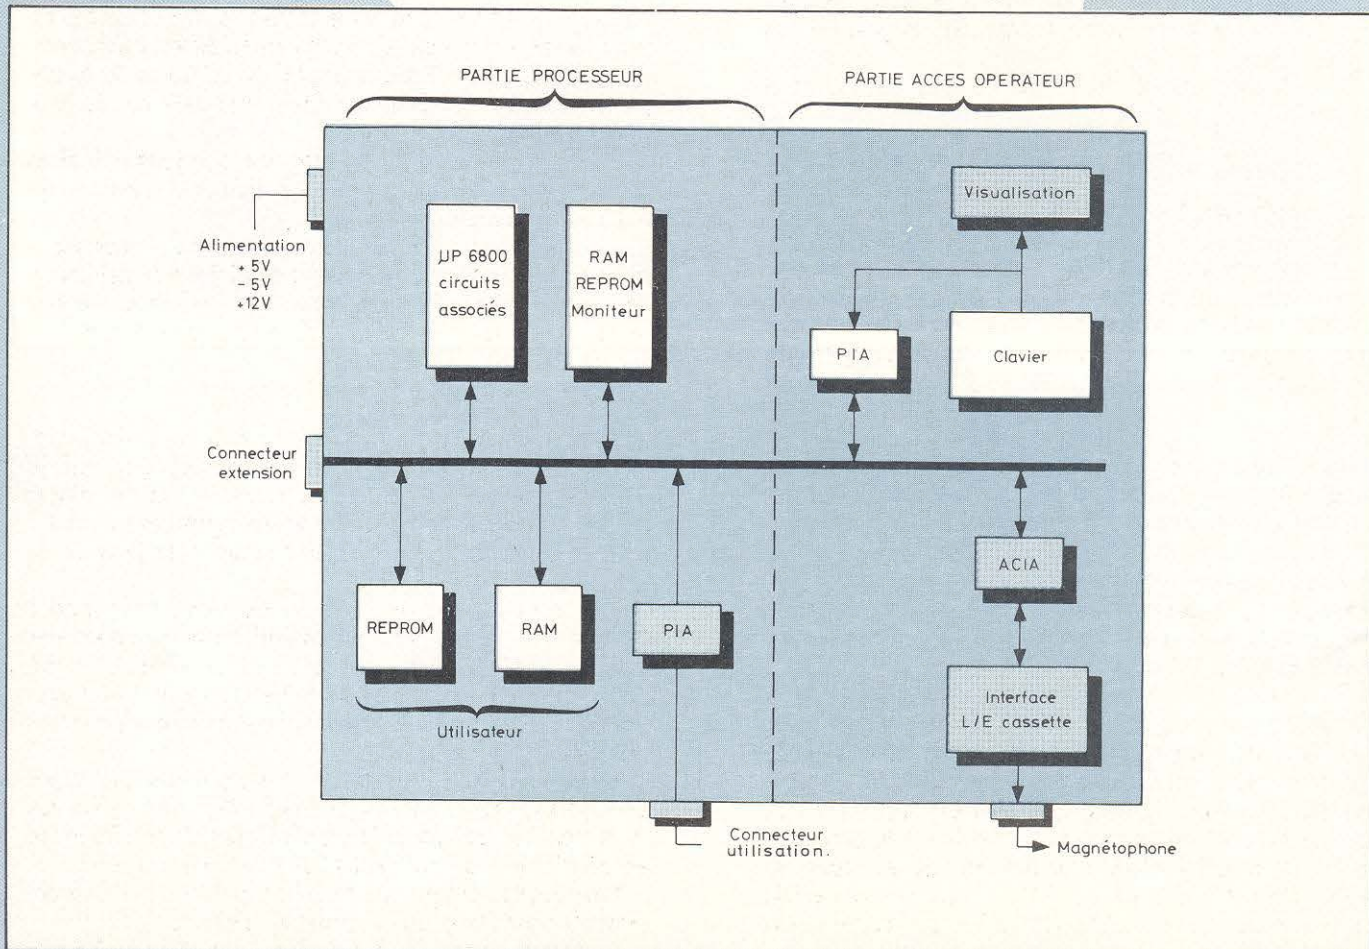 PARTIE PROCESSEUR
PARTIE ACCES OPERATEUR
Visualisation
Alimentation
+ 5V
- 5V
+12V
µP 6800
circuits
associés
RAM
REPROM
Moniteur
PIA
Clavier
Connecteur
extension
ACIA
REPROM
RAM
PIA
Interface
L/E cassette
Utilisateur
Connecteur
utilisation.
Magnétophone